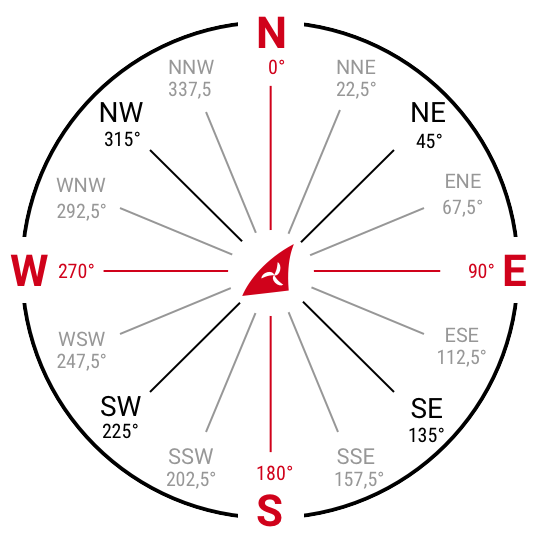 N
0°
NNW
337,5
NNE
22,5°
NW
315°
NE
45°
WNW
292,5°
ENE
67,5°
W 270°
90° E
WSW
247,5°
ESE
112,5°
SW
225°
SE
135°
SSW
202,5°
SSE
157,5°
180°
S